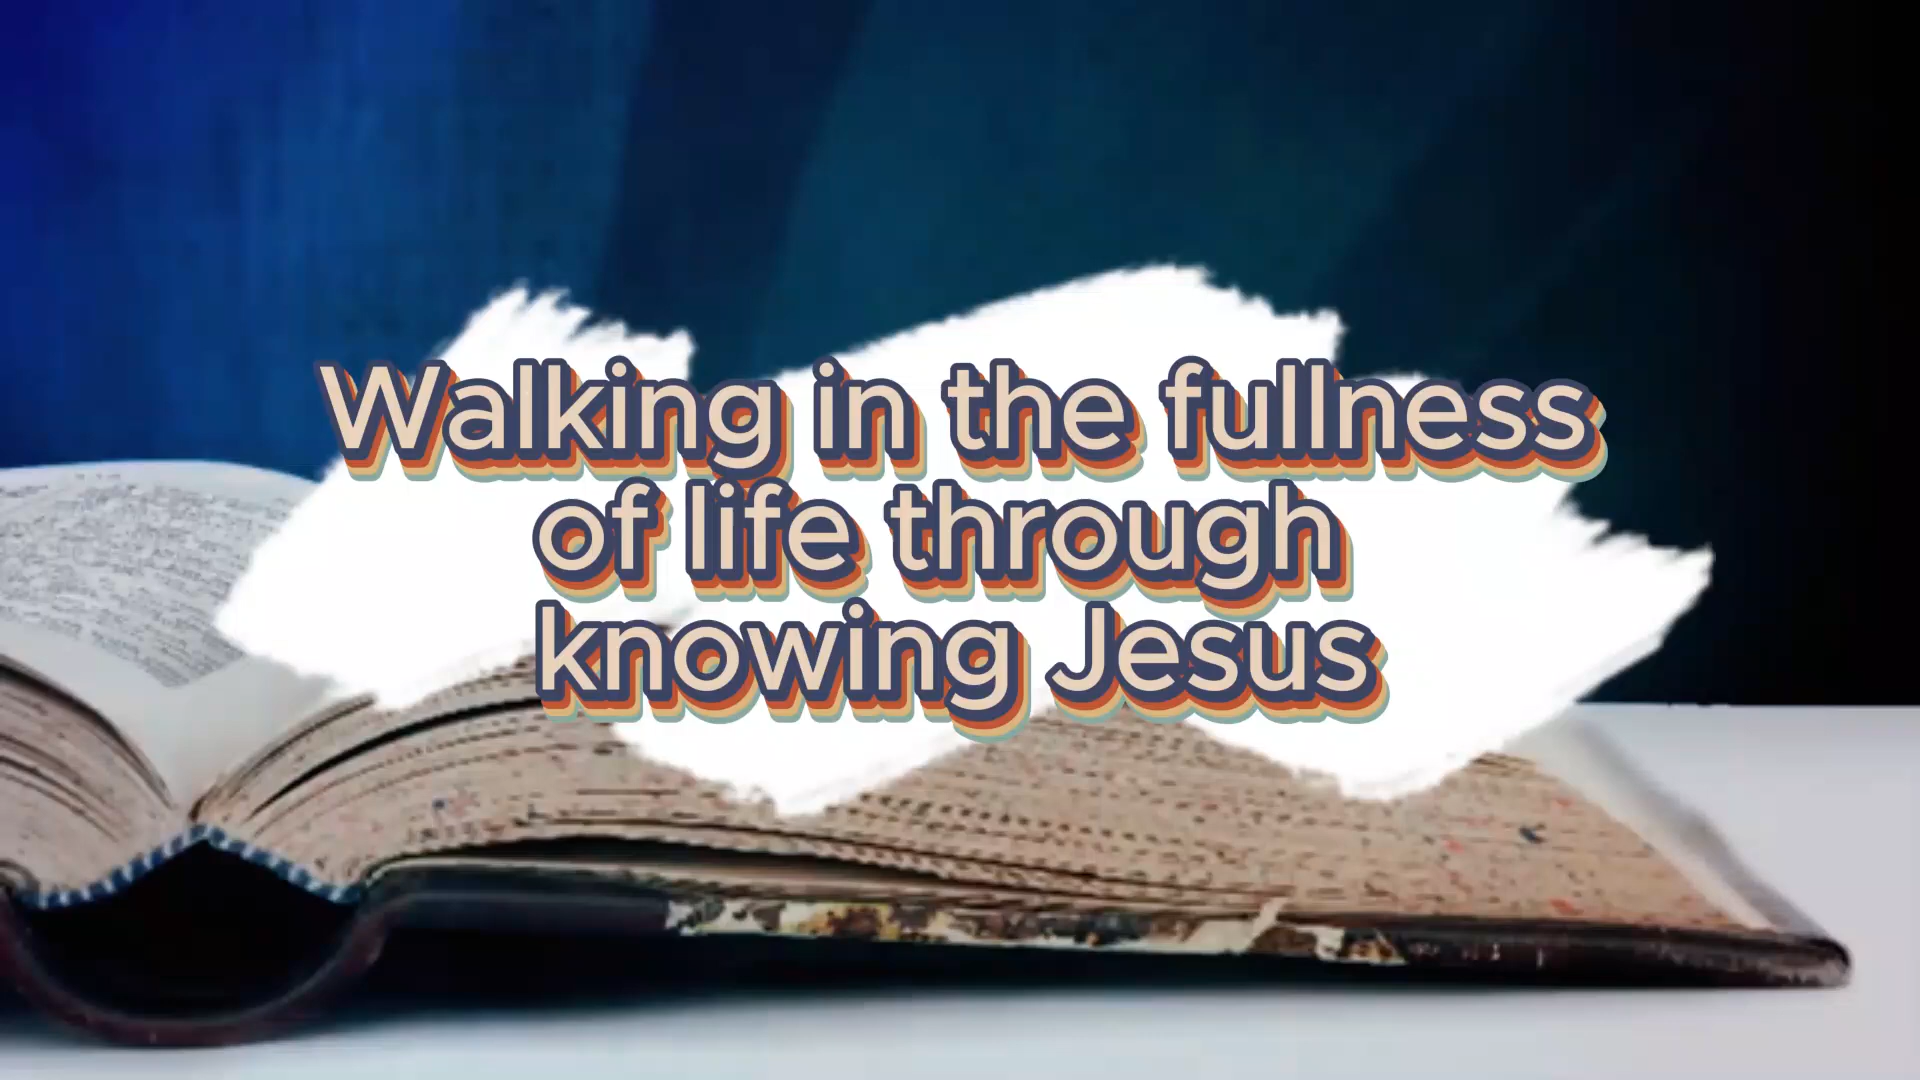 Walking in the fullness
of life through
knowing Jesus